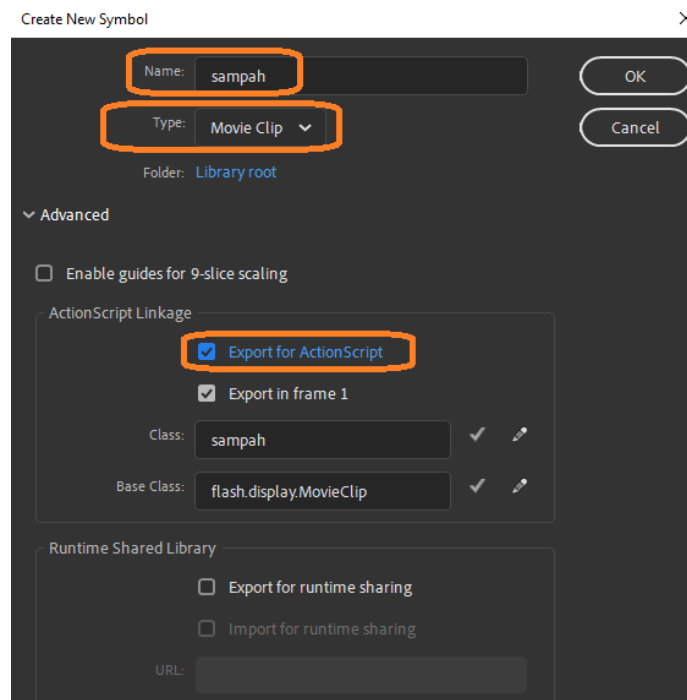 Create New Symbol
Name: sampah
OK
Type: Movie Clip
Cancel
Folder: Library root
Advanced
Enable guides for 9-slice scaling
ActionScript Linkage
Export for ActionScript
Export in frame 1
Class: sampah
Base Class: flash.display.MovieClip
Runtime Shared Library
Export for runtime sharing
Import for runtime sharing
URL: